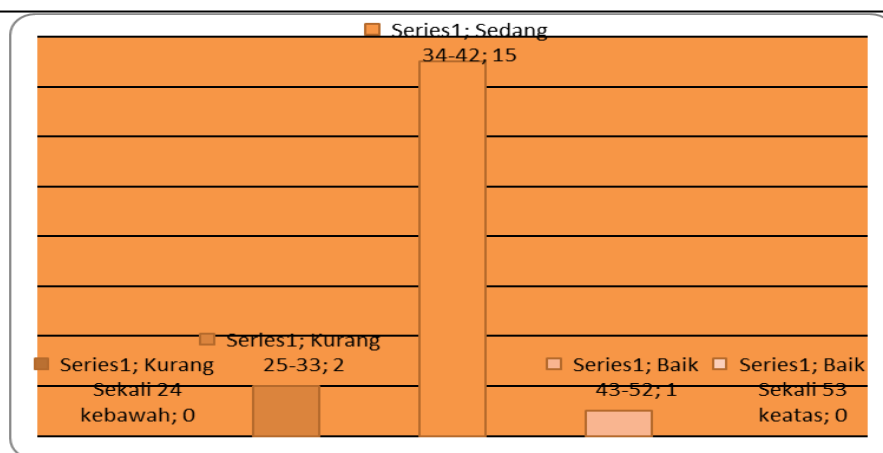 Series1; Sedang
34-42; 15
Series1; Kurang
25-33; 2
Series1; Kurang
Sekali 24
kebawah; 0
Series1; Baik
43-52; 1
Series1; Baik
Sekali 53
keatas; 0